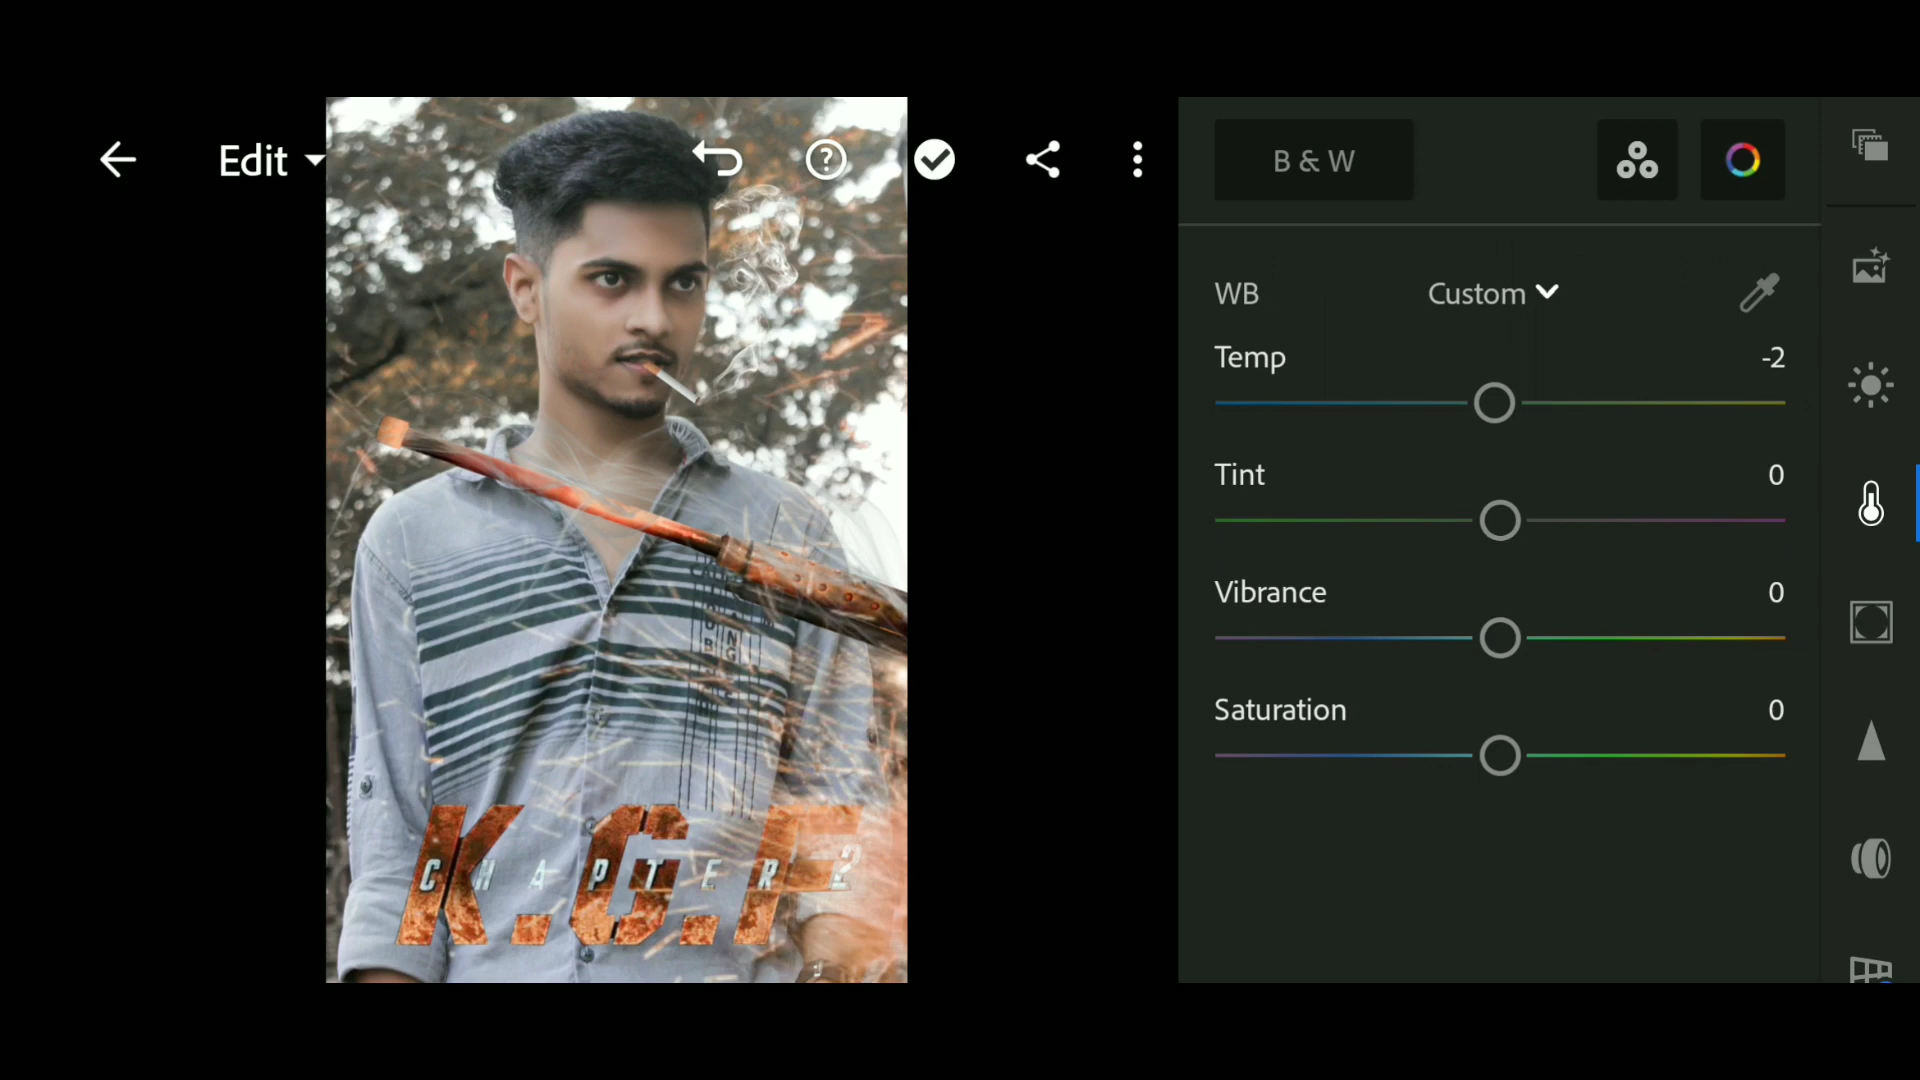 Edit
B & W
WB Custom
Temp -2
Tint 0
Vibrance 0
Saturation 0
K.G.F
CHAPTER 2